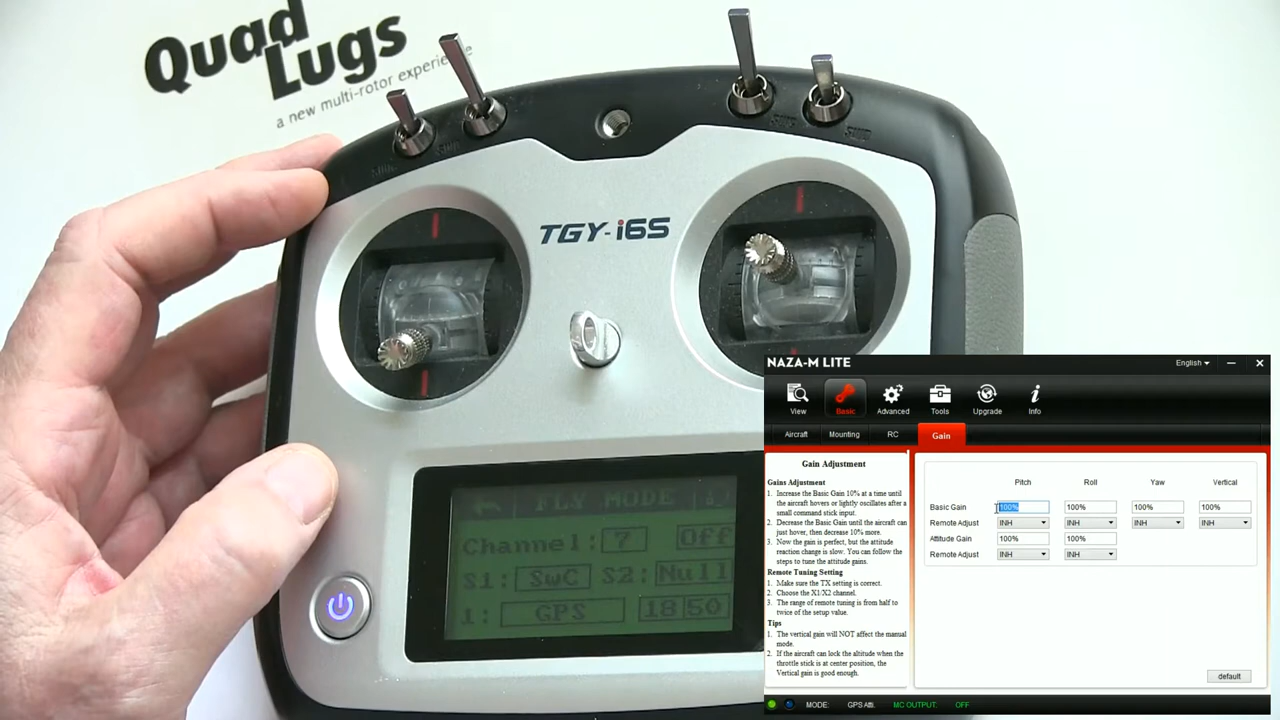 Quad
Lugs
a new multi-rotor experience
TGY-i6S
FLY MODE
Channel: 7 Off
S1: SwC S2: Null
1: GPS 1850
NAZA-M LITE English
View Basic Advanced Tools Upgrade Info
Aircraft Mounting RC Gain
Gain Adjustment
Gains Adjustment
1. Increase the Basic Gain 10% at a time until
the aircraft hovers or lightly oscillates after a
small command stick input.
2. Decrease the Basic Gain until the aircraft can
just hover, then decrease 10% more.
3. Now the gain is perfect, but the attitude
reaction change is slow. You can follow the
steps to tune the attitude gains.
Remote Tuning Setting
1. Make sure the TX setting is correct.
2. Choose the X1/X2 channel.
3. The range of remote tuning is from half to
twice of the setup value.
Tips
1. The vertical gain will NOT affect the manual
mode.
2. If the aircraft can lock the altitude when the
throttle stick is at center position, the
Vertical gain is good enough.
Pitch Roll Yaw Vertical
Basic Gain 100% 100% 100% 100%
Remote Adjust INH INH INH INH
Attitude Gain 100% 100%
Remote Adjust INH INH
default
MODE: GPS Atti. MC OUTPUT: OFF